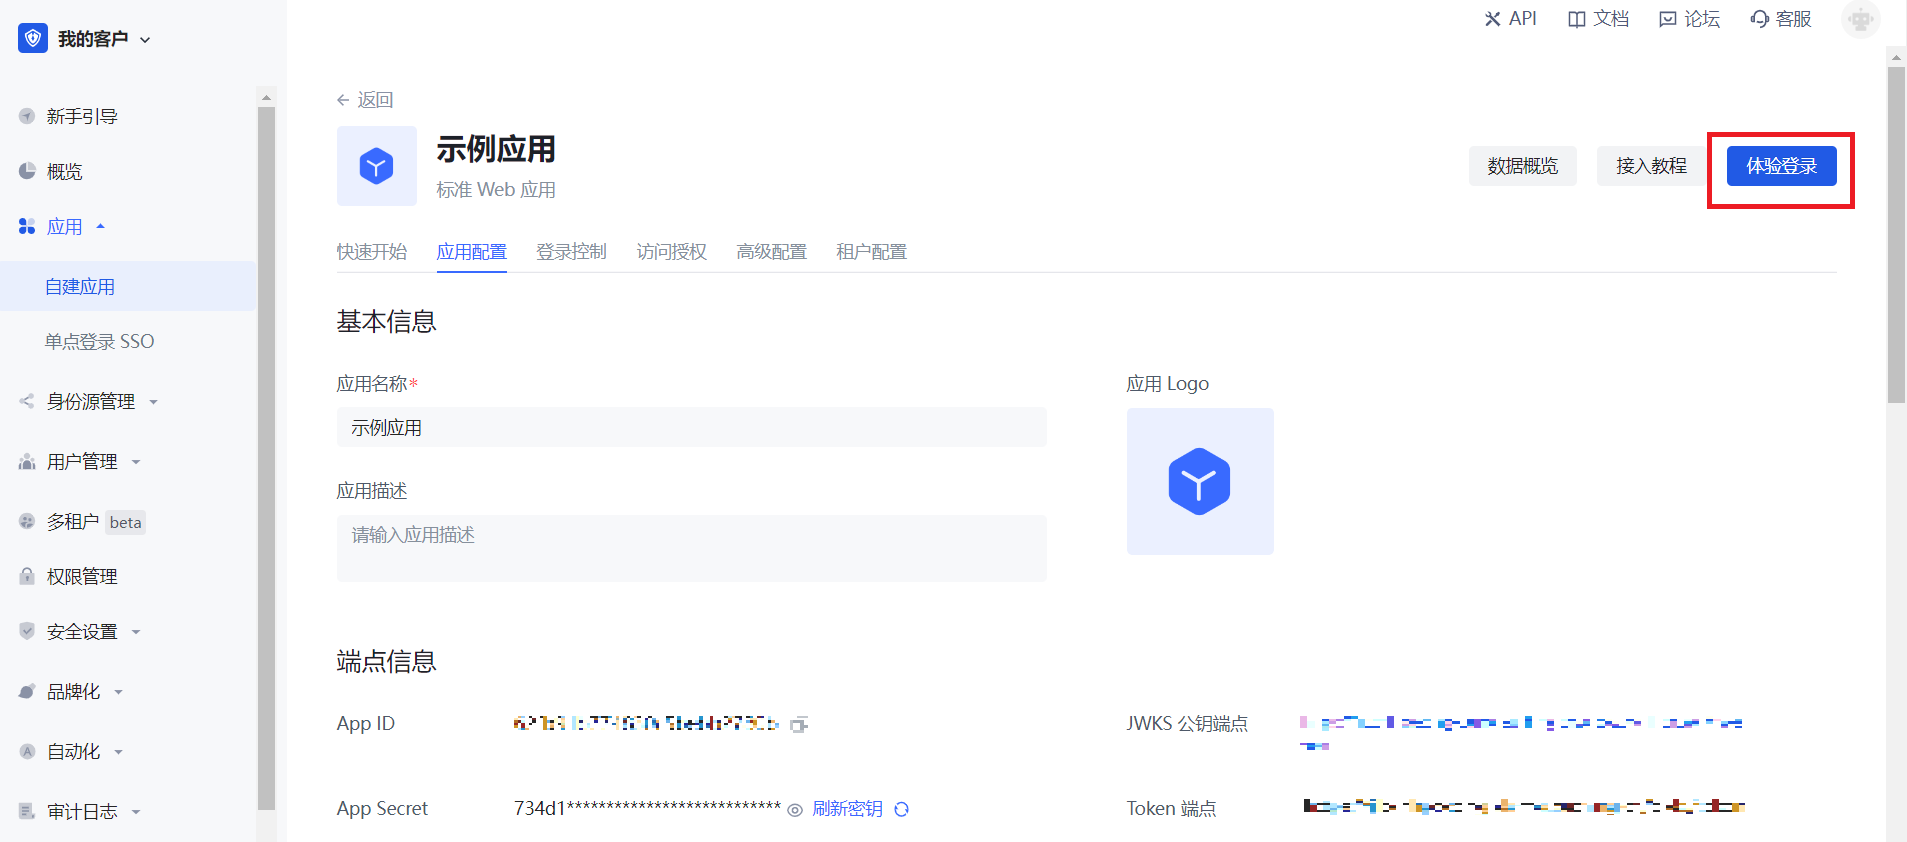 我的客户
API 文档 论坛 客服
新手引导
概览
应用
自建应用
单点登录 SSO
身份源管理
用户管理
多租户 beta
权限管理
安全设置
品牌化
自动化
审计日志
返回
示例应用
标准 Web 应用
数据概览 接入教程 体验登录
快速开始 应用配置 登录控制 访问授权 高级配置 租户配置
基本信息
应用名称*
示例应用
应用描述
请输入应用描述
应用 Logo
端点信息
App ID
JWKS 公钥端点
App Secret 734d1*************************** 刷新密钥
Token 端点